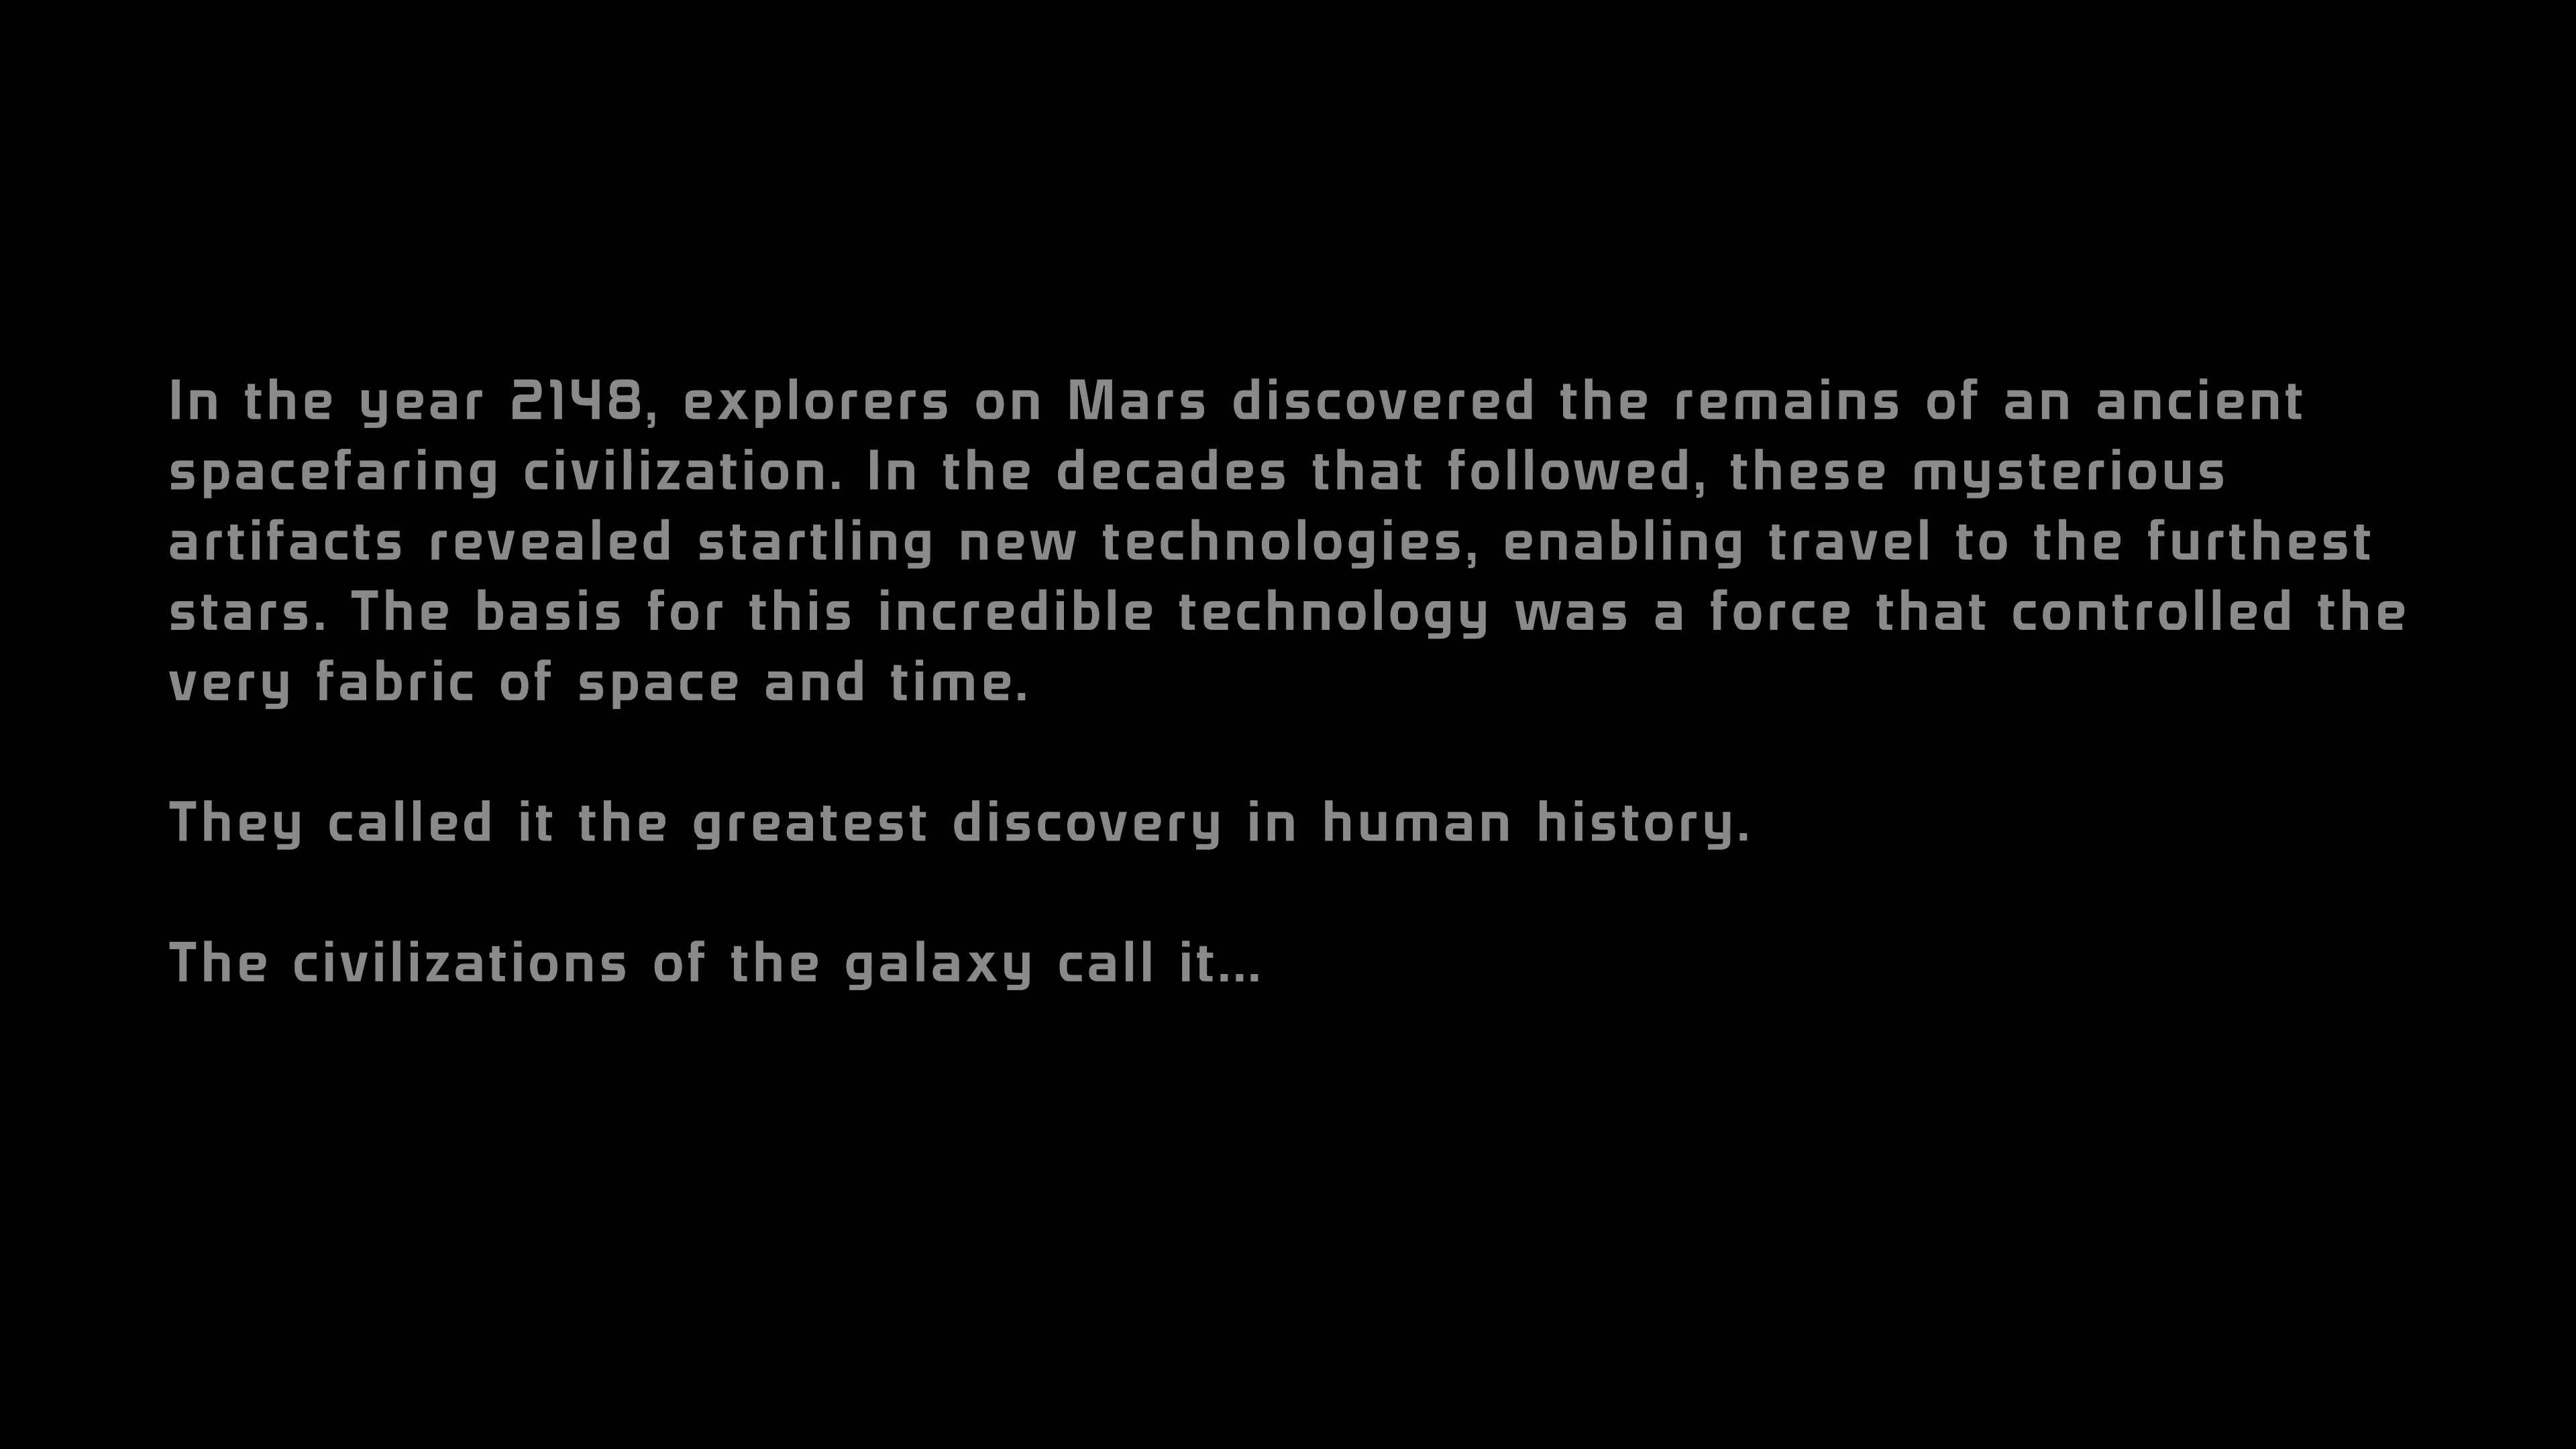 In the year 2148, explorers on Mars discovered the remains of an ancient
spacefaring civilization. In the decades that followed, these mysterious
artifacts revealed startling new technologies, enabling travel to the furthest
stars. The basis for this incredible technology was a force that controlled the
very fabric of space and time.
They called it the greatest discovery in human history.
The civilizations of the galaxy call it...